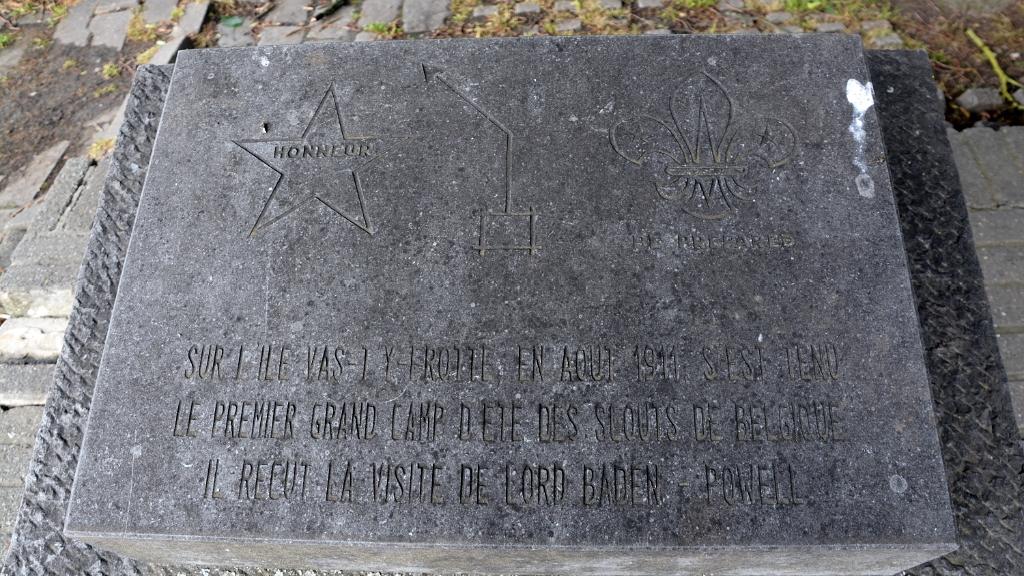 HONNEUR
BE PREPARED
SUR L'ILE VAS-T'Y-FROTTE, EN AOUT 1911 S'EST TENU
LE PREMIER GRAND CAMP D'ETE DES SCOUTS DE BELGIQUE
IL RECUT LA VISITE DE LORD BADEN - POWELL